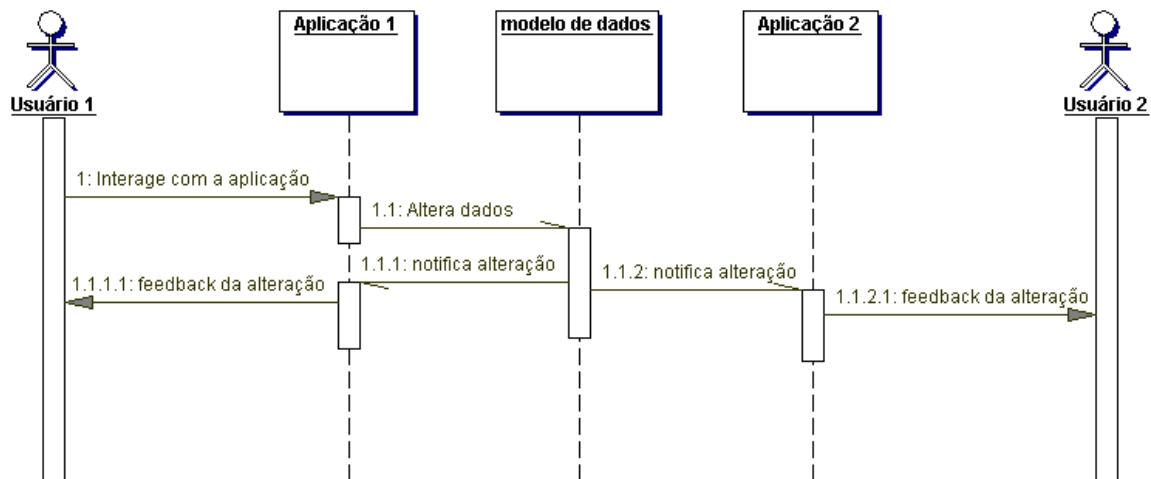 Aplicação 1
modelo de dados
Aplicação 2
Usuário 1
Usuário 2
1: Interage com a aplicação
1.1: Altera dados
1.1.1: notifica alteração
1.1.2: notifica alteração
1.1.1.1: feedback da alteração
1.1.2.1: feedback da alteração